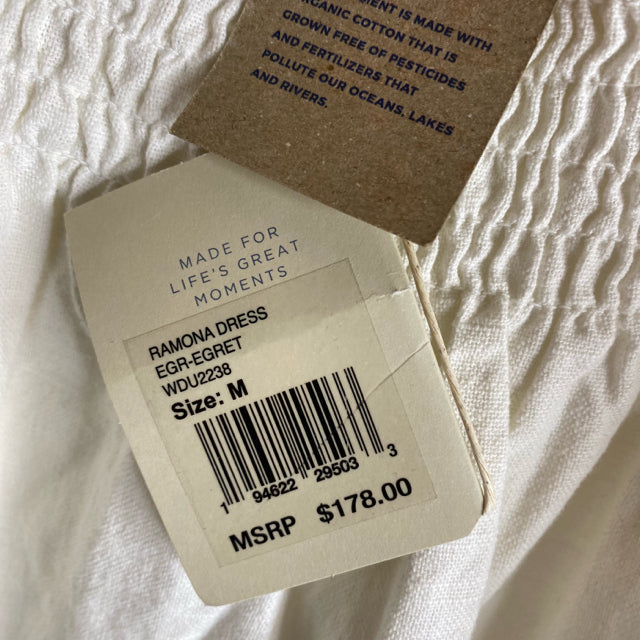 MENT IS MADE WITH
ORGANIC COTTON THAT IS
GROWN FREE OF PESTICIDES
AND FERTILIZERS THAT
POLLUTE OUR OCEANS, LAKES
AND RIVERS.
MADE FOR
LIFE'S GREAT
MOMENTS
RAMONA DRESS
EGR-EGRET
WDU2238
Size: M
1 94622 29503 3
MSRP $178.00